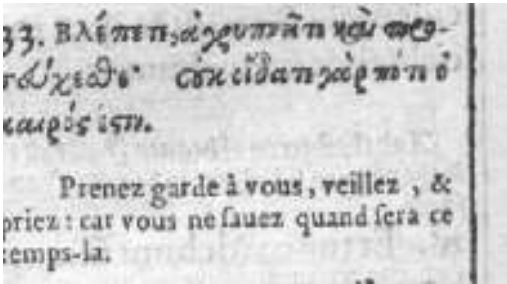 33. Βλέπετε, ἀγρυπνεῖτε καὶ προσ-
εύχεσθε· οὐκ οἴδατε γὰρ πότε ὁ
καιρός ἐστι.
Prenez garde à vous, veillez, &
priez : car vous ne sauez quand sera ce
temps-la.